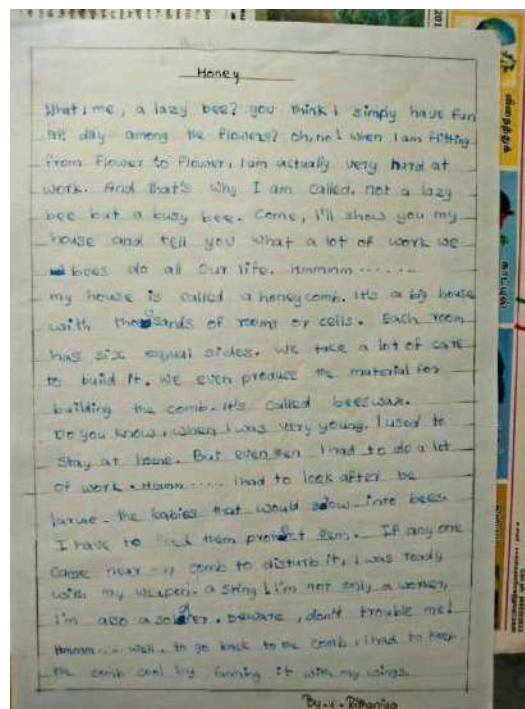 Honey
What! me, a lazy bee? you think I simply have fun
all day among the flowers? Oh, no! when I am flitting
from flower to flower, I am actually very hard at
work. And that's why I am called, not a lazy
bee but a busy bee. Come, I'll show you my
house and tell you what a lot of work we
bees do all our life. Hmmmm ......
my house is called a honeycomb. It's a big house
with thousands of rooms or cells. Each room
has six equal sides. we take a lot of care
to build it. we even produce the material for
building the comb. It's called beeswax.
Do you know, when I was very young, I used to
stay at home. But even then I had to do a lot
of work. Hmmm ..... I had to look after be
larvae - the babies that would grow into bees.
I have to feed them protect them. If any one
came near comb to disturb it, I was ready
with my weapen. a sting! I'm not only a worker,
I'm also a soldier. beware, don't trouble me!
Hmmmm .... well, to go back to the comb, I had to keep
the comb cool by fanning it with my wings.
By-